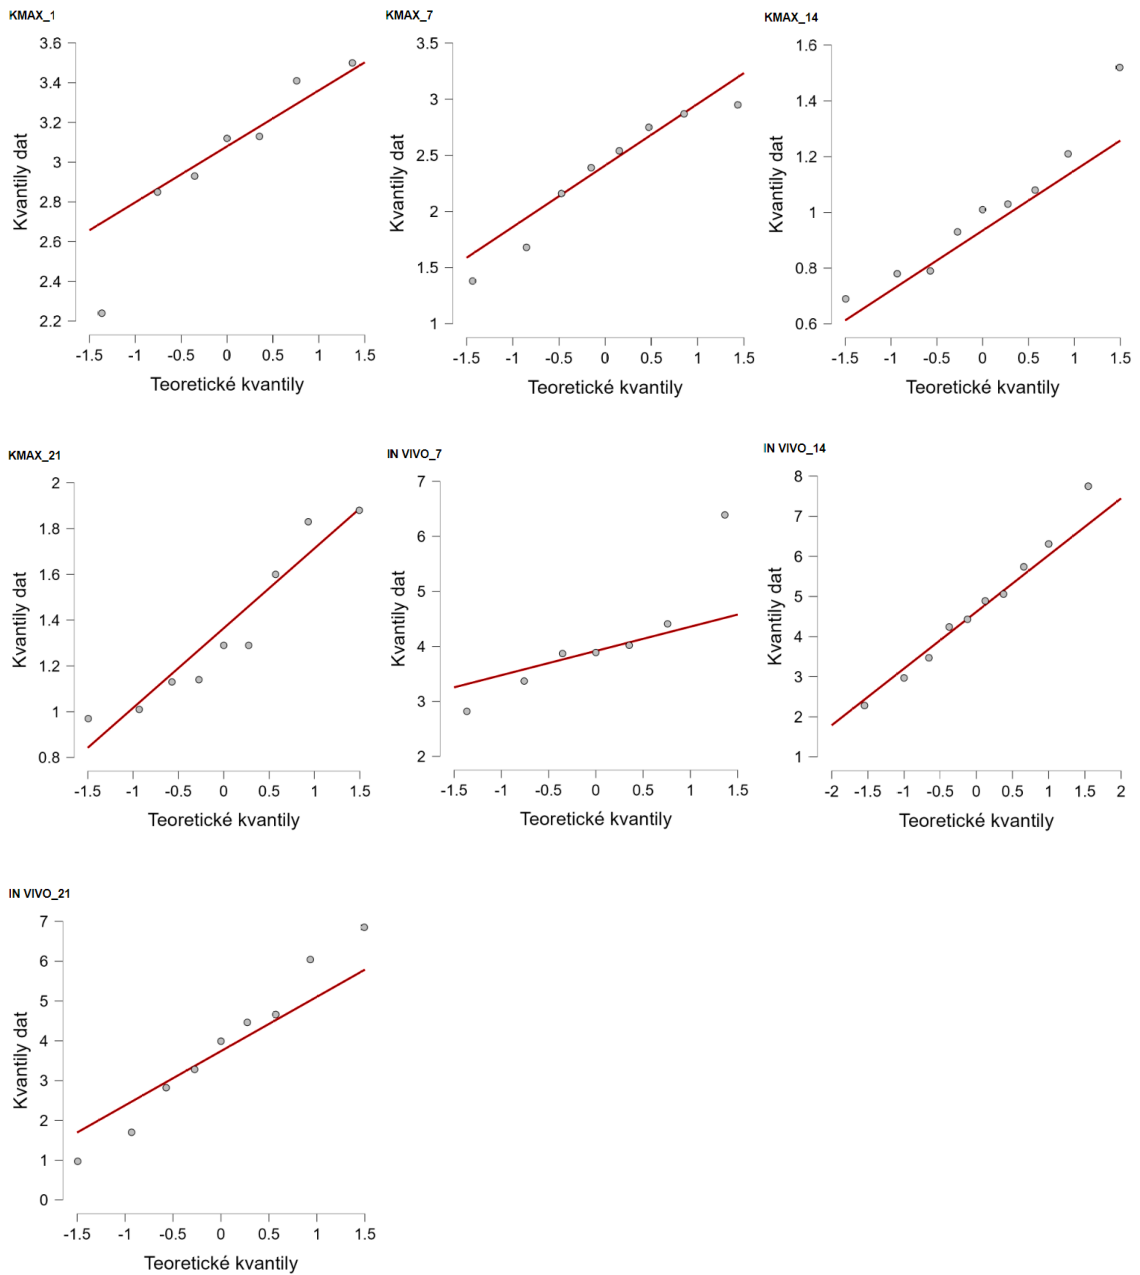 KMAX_1
3.6
3.4
3.2
3
2.8
2.6
2.4
2.2
Kvantily dat
-1.5 -1 -0.5 0 0.5 1 1.5
Teoretické kvantily
KMAX_7
3.5
3
2.5
2
1.5
1
Kvantily dat
-1.5 -1 -0.5 0 0.5 1 1.5
Teoretické kvantily
KMAX_14
1.6
1.4
1.2
1
0.8
0.6
Kvantily dat
-1.5 -1 -0.5 0 0.5 1 1.5
Teoretické kvantily
KMAX_21
2
1.8
1.6
1.4
1.2
1
0.8
Kvantily dat
-1.5 -1 -0.5 0 0.5 1 1.5
Teoretické kvantily
IN VIVO_7
7
6
5
4
3
2
Kvantily dat
-1.5 -1 -0.5 0 0.5 1 1.5
Teoretické kvantily
IN VIVO_14
8
7
6
5
4
3
2
1
Kvantily dat
-2 -1.5 -1 -0.5 0 0.5 1 1.5 2
Teoretické kvantily
IN VIVO_21
7
6
5
4
3
2
1
0
Kvantily dat
-1.5 -1 -0.5 0 0.5 1 1.5
Teoretické kvantily